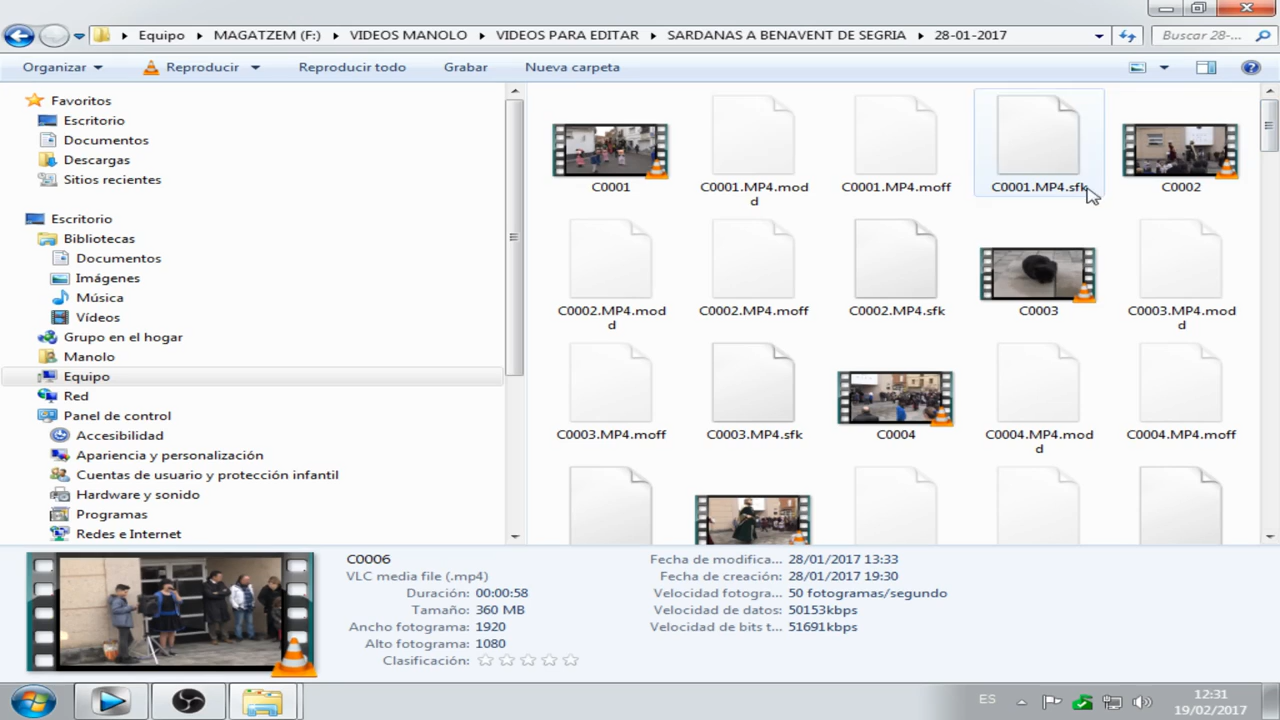 Equipo MAGATZEM (F:) VIDEOS MANOLO VIDEOS PARA EDITAR SARDANAS A BENAVENT DE SEGRIA 28-01-2017
Buscar 28-...
Organizar Reproducir Reproducir todo Grabar Nueva carpeta
Favoritos
Escritorio
Documentos
Descargas
Sitios recientes
Escritorio
Bibliotecas
Documentos
Imágenes
Música
Vídeos
Grupo en el hogar
Manolo
Equipo
Red
Panel de control
Accesibilidad
Apariencia y personalización
Cuentas de usuario y protección infantil
Hardware y sonido
Programas
Redes e Internet
C0001
C0001.MP4.mod
d
C0001.MP4.moff
C0001.MP4.sfk
C0002
C0002.MP4.mod
d
C0002.MP4.moff
C0002.MP4.sfk
C0003
C0003.MP4.mod
d
C0003.MP4.moff
C0003.MP4.sfk
C0004
C0004.MP4.mod
d
C0004.MP4.moff
C0006
VLC media file (.mp4)
Duración: 00:00:58
Tamaño: 360 MB
Ancho fotograma: 1920
Alto fotograma: 1080
Clasificación:
Fecha de modifica... 28/01/2017 13:33
Fecha de creación: 28/01/2017 19:30
Velocidad fotogra... 50 fotogramas/segundo
Velocidad de datos: 50153kbps
Velocidad de bits t... 51691kbps
ES
12:31
19/02/2017